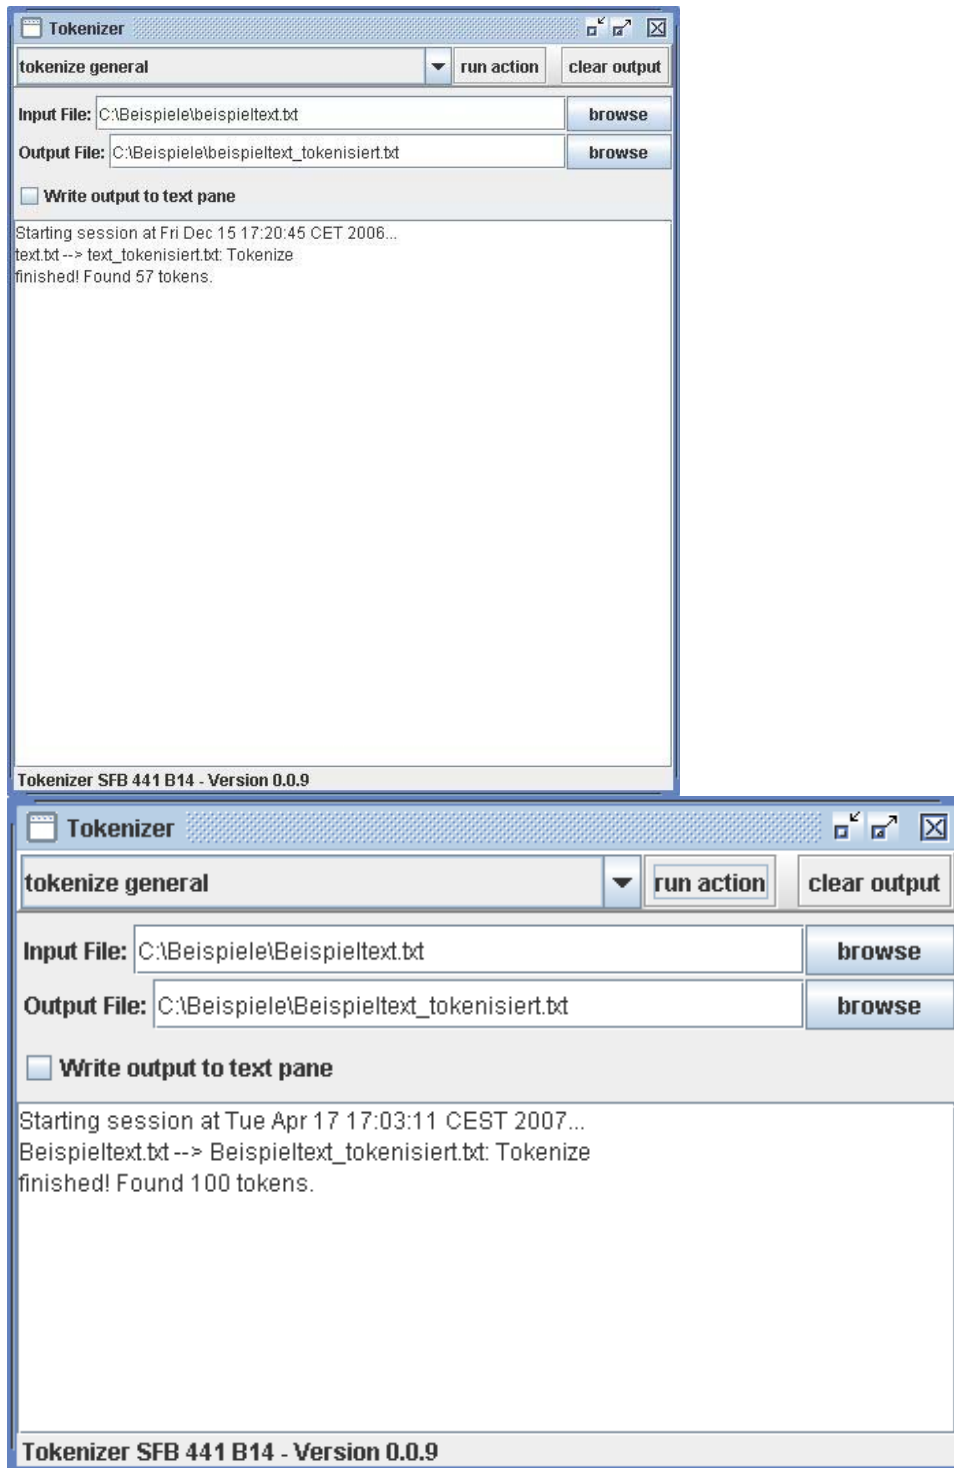 Tokenizer
tokenize general run action clear output
Input File: C:\Beispiele\beispieltext.txt browse
Output File: C:\Beispiele\beispieltext_tokenisiert.txt browse
Write output to text pane
Starting session at Fri Dec 15 17:20:45 CET 2006...
text.txt --> text_tokenisiert.txt: Tokenize
finished! Found 57 tokens.
Tokenizer SFB 441 B14 - Version 0.0.9
Tokenizer
tokenize general run action clear output
Input File: C:\Beispiele\Beispieltext.txt browse
Output File: C:\Beispiele\Beispieltext_tokenisiert.txt browse
Write output to text pane
Starting session at Tue Apr 17 17:03:11 CEST 2007...
Beispieltext.txt --> Beispieltext_tokenisiert.txt: Tokenize
finished! Found 100 tokens.
Tokenizer SFB 441 B14 - Version 0.0.9